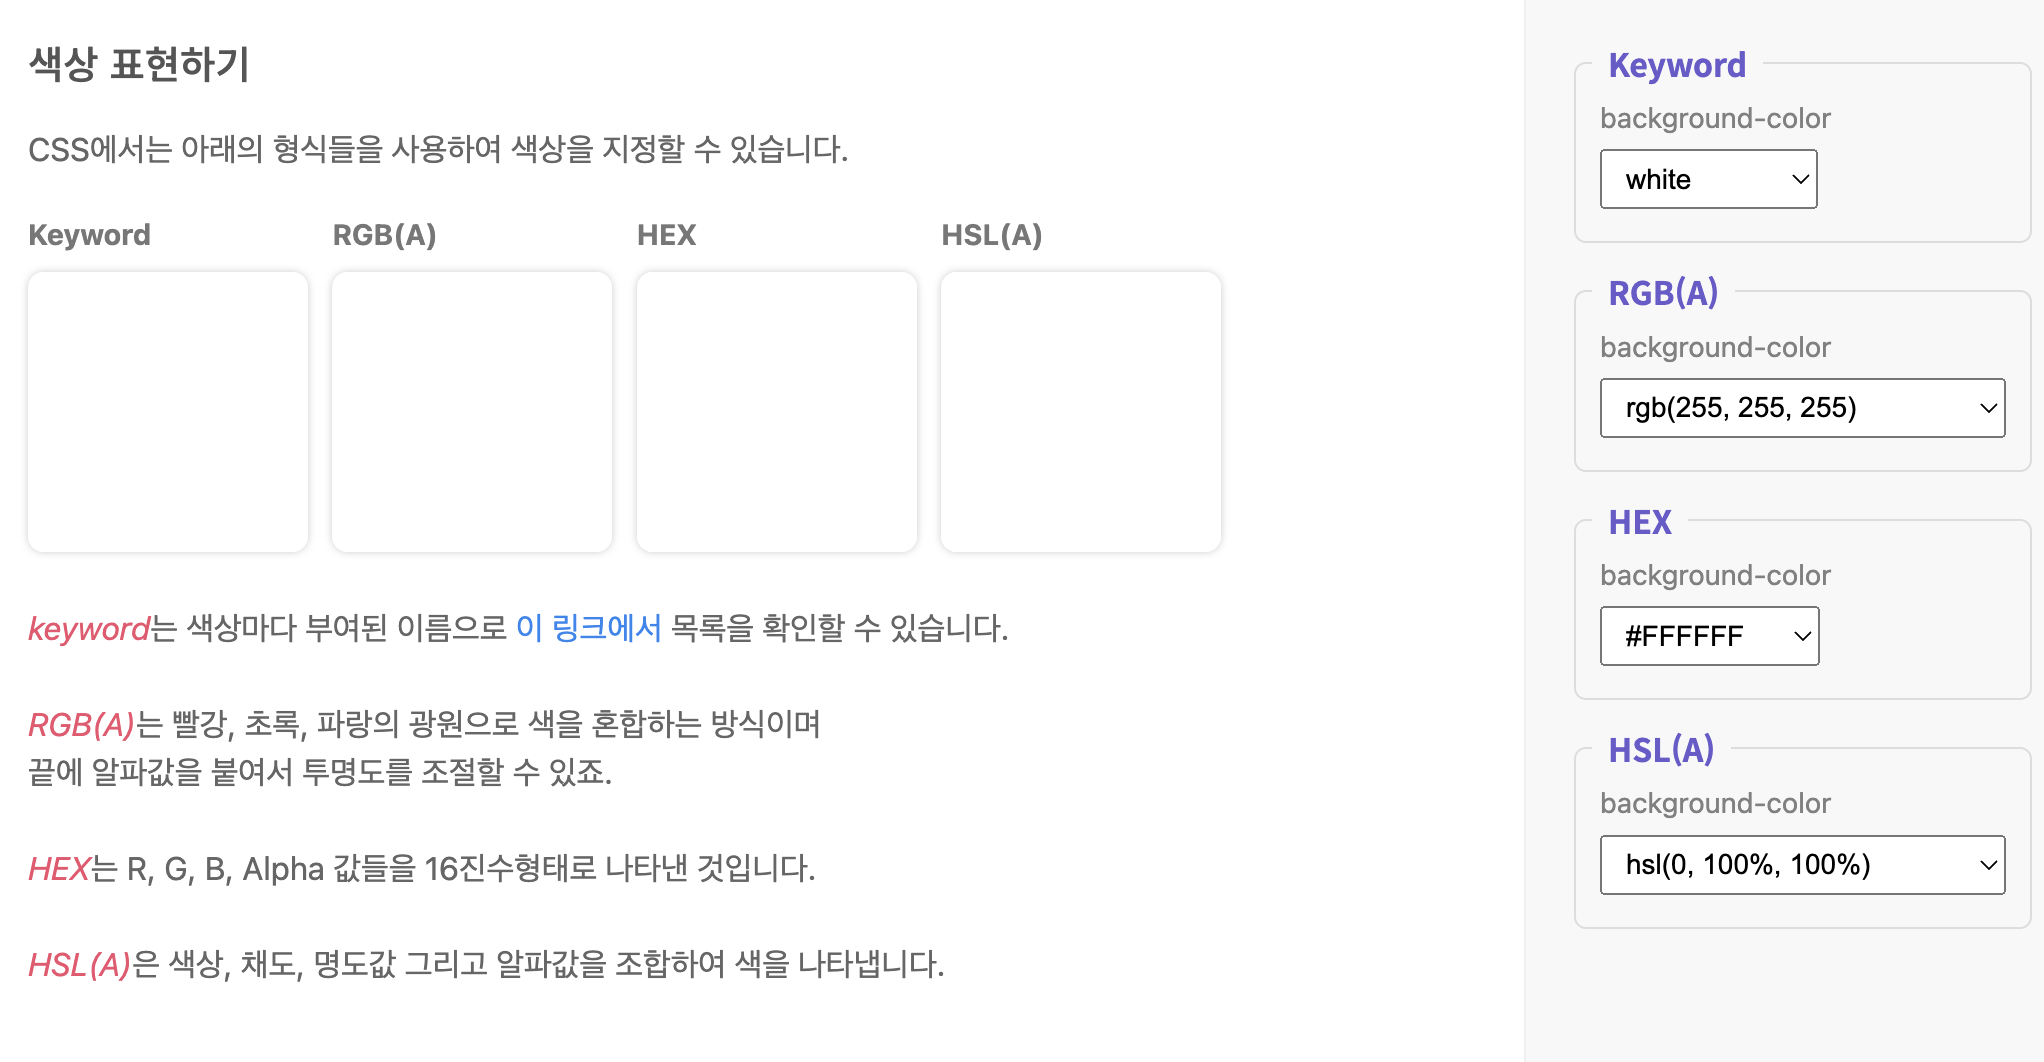 색상 표현하기
CSS에서는 아래의 형식들을 사용하여 색상을 지정할 수 있습니다.
Keyword RGB(A) HEX HSL(A)
keyword는 색상마다 부여된 이름으로 이 링크에서 목록을 확인할 수 있습니다.
RGB(A)는 빨강, 초록, 파랑의 광원으로 색을 혼합하는 방식이며
끝에 알파값을 붙여서 투명도를 조절할 수 있죠.
HEX는 R, G, B, Alpha 값들을 16진수형태로 나타낸 것입니다.
HSL(A)은 색상, 채도, 명도값 그리고 알파값을 조합하여 색을 나타냅니다.
Keyword
background-color
white
RGB(A)
background-color
rgb(255, 255, 255)
HEX
background-color
#FFFFFF
HSL(A)
background-color
hsl(0, 100%, 100%)